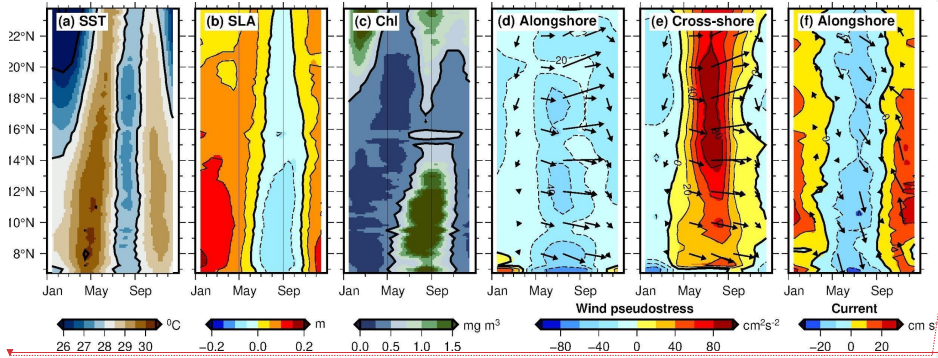 (a) SST (b) SLA (c) Chl (d) Alongshore (e) Cross-shore (f) Alongshore
22°N
20°N
18°N
16°N
14°N
12°N
10°N
8°N
20
40
40
0
20
0
0
Jan May Sep Jan May Sep Jan May Sep Jan May Sep Jan May Sep Jan May Sep
Wind pseudostress Current
⁰C m mg m³ cm²s⁻² cm s
26 27 28 29 30 −0.2 0.0 0.2 0.0 0.5 1.0 1.5 −80 −40 0 40 80 −20 0 20